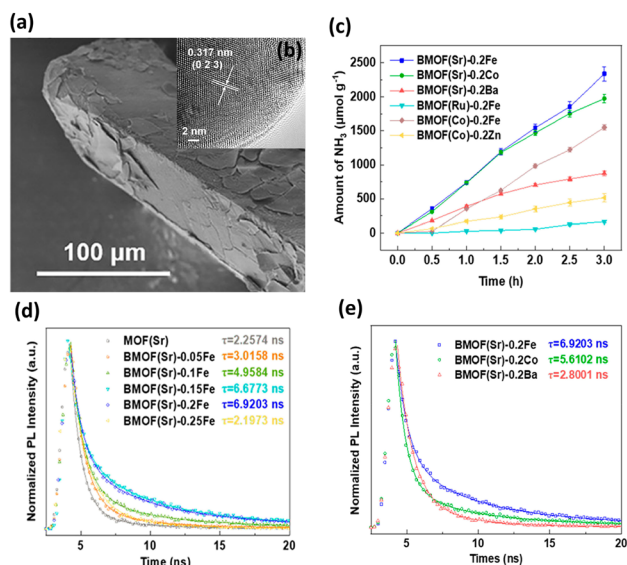 (a)
(b)
0.317 nm
(0 2 3)
2 nm
100 μm
(c)
Amount of NH3 (μmol g-1)
2500
2000
1500
1000
500
0
BMOF(Sr)-0.2Fe
BMOF(Sr)-0.2Co
BMOF(Sr)-0.2Ba
BMOF(Ru)-0.2Fe
BMOF(Co)-0.2Fe
BMOF(Co)-0.2Zn
0.0 0.5 1.0 1.5 2.0 2.5 3.0
Time (h)
(d)
Normalized PL Intensity (a.u.)
MOF(Sr) τ=2.2574 ns
BMOF(Sr)-0.05Fe τ=3.0158 ns
BMOF(Sr)-0.1Fe τ=4.9584 ns
BMOF(Sr)-0.15Fe τ=6.6773 ns
BMOF(Sr)-0.2Fe τ=6.9203 ns
BMOF(Sr)-0.25Fe τ=2.1973 ns
5 10 15 20
Time (ns)
(e)
Normalized PL Intensity (a.u.)
BMOF(Sr)-0.2Fe τ=6.9203 ns
BMOF(Sr)-0.2Co τ=5.6102 ns
BMOF(Sr)-0.2Ba τ=2.8001 ns
5 10 15 20
Times (ns)